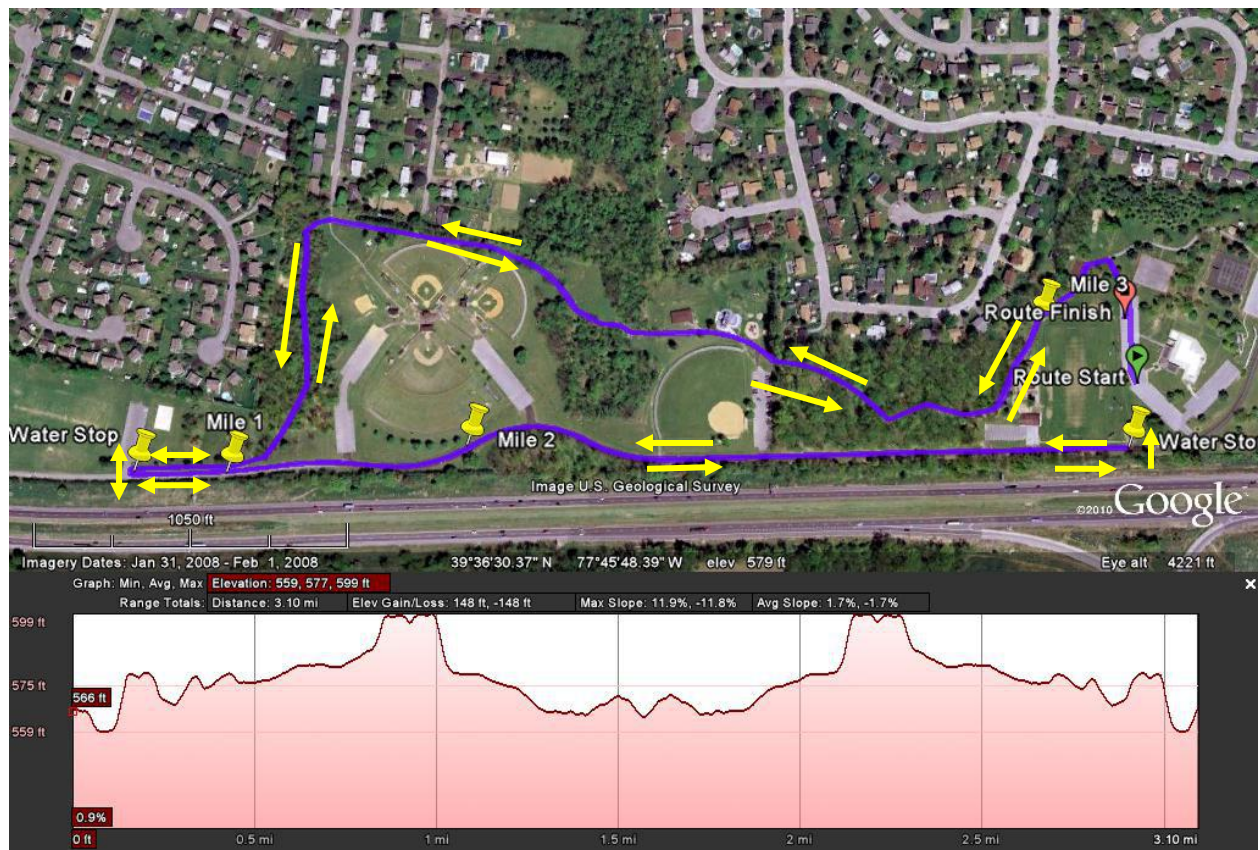 Mile 3
Route Finish
Route Start
Mile 1
Water Stop
Mile 2
Water Sto
Image U.S. Geological Survey
©2010 Google
1050 ft
Imagery Dates: Jan 31, 2008 - Feb 1, 2008 39°36'30.37" N 77°45'48.39" W elev 579 ft Eye alt 4221 ft
Graph: Min, Avg, Max Elevation: 559, 577, 599 ft
Range Totals: Distance: 3.10 mi Elev Gain/Loss: 148 ft, -148 ft Max Slope: 11.9%, -11.8% Avg Slope: 1.7%, -1.7%
599 ft
575 ft
566 ft
559 ft
0.9%
0 ft 0.5 mi 1 mi 1.5 mi 2 mi 2.5 mi 3.10 mi